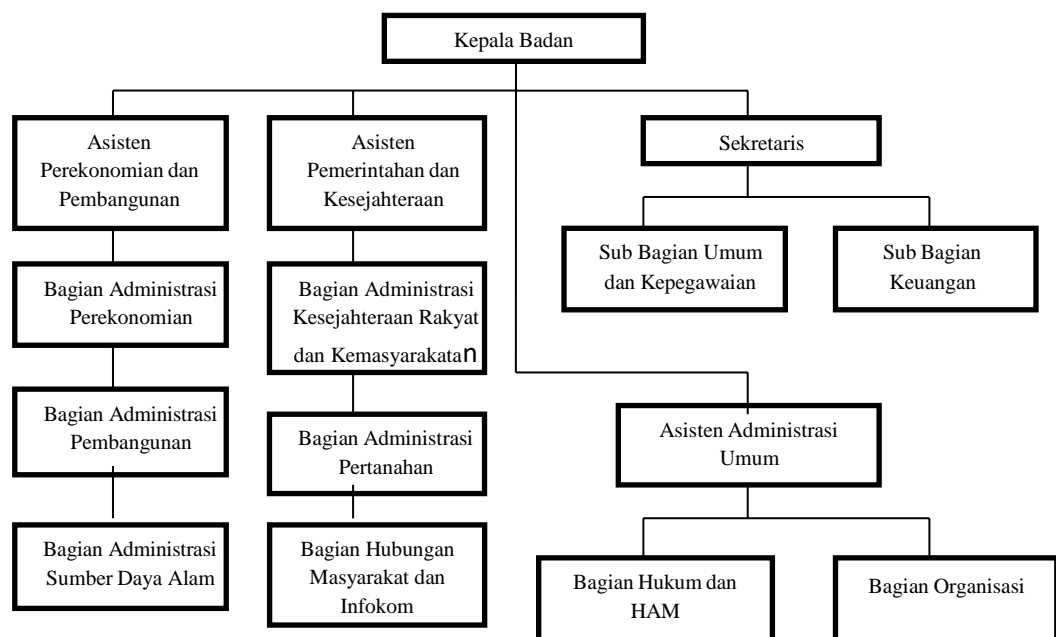 Kepala Badan
Asisten
Perekonomian dan
Pembangunan
Asisten
Pemerintahan dan
Kesejahteraan
Sekretaris
Sub Bagian Umum
dan Kepegawaian
Sub Bagian
Keuangan
Bagian Administrasi
Perekonomian
Bagian Administrasi
Kesejahteraan Rakyat
dan Kemasyarakatan
Bagian Administrasi
Pembangunan
Bagian Administrasi
Pertanahan
Asisten Administrasi
Umum
Bagian Administrasi
Sumber Daya Alam
Bagian Hubungan
Masyarakat dan
Infokom
Bagian Hukum dan
HAM
Bagian Organisasi